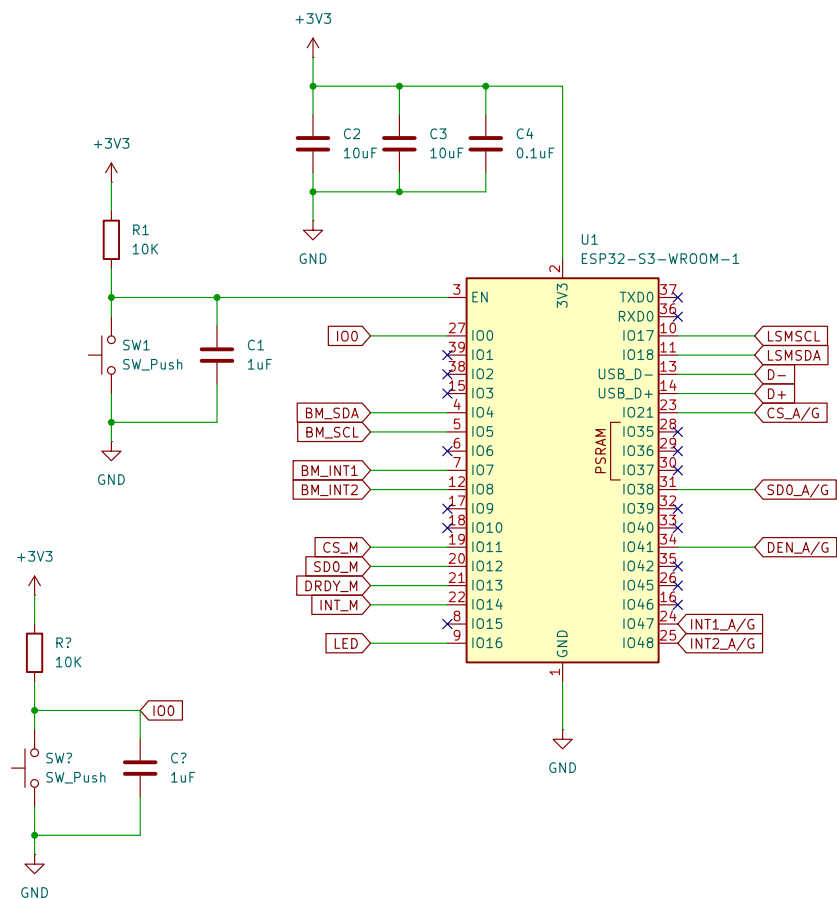 +3V3
C2
10uF
C3
10uF
C4
0.1uF
GND
+3V3
R1
10K
SW1
SW_Push
C1
1uF
GND
U1
ESP32-S3-WROOM-1
2
3V3
3 EN
27 IO0
39 IO1
38 IO2
15 IO3
4 IO4
5 IO5
6 IO6
7 IO7
12 IO8
17 IO9
18 IO10
19 IO11
20 IO12
21 IO13
22 IO14
8 IO15
9 IO16
IO0
BM_SDA
BM_SCL
BM_INT1
BM_INT2
CS_M
SD0_M
DRDY_M
INT_M
LED
TXD0 37
RXD0 36
IO17 10
IO18 11
USB_D- 13
USB_D+ 14
IO21 23
IO35 28
IO36 29
IO37 30
IO38 31
IO39 32
IO40 33
IO41 34
IO42 35
IO45 26
IO46 16
IO47 24
IO48 25
PSRAM
LSMSCL
LSMSDA
D-
D+
CS_A/G
SD0_A/G
DEN_A/G
INT1_A/G
INT2_A/G
GND
1
GND
+3V3
R?
10K
IO0
SW?
SW_Push
C?
1uF
GND